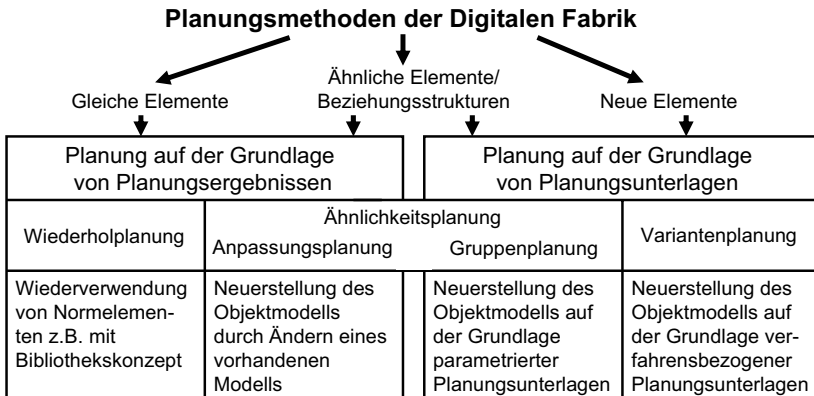 Planungsmethoden der Digitalen Fabrik
Gleiche Elemente
Ähnliche Elemente/
Beziehungsstrukturen
Neue Elemente
Planung auf der Grundlage
von Planungsergebnissen
Planung auf der Grundlage
von Planungsunterlagen
Wiederholplanung
Ähnlichkeitsplanung
Anpassungsplanung
Gruppenplanung
Variantenplanung
Wiederverwendung
von Normelemen-
ten z.B. mit
Bibliothekskonzept
Neuerstellung des
Objektmodells
durch Ändern eines
vorhandenen
Modells
Neuerstellung des
Objektmodells auf
der Grundlage
parametrierter
Planungsunterlagen
Neuerstellung des
Objektmodells auf
der Grundlage ver-
fahrensbezogener
Planungsunterlagen